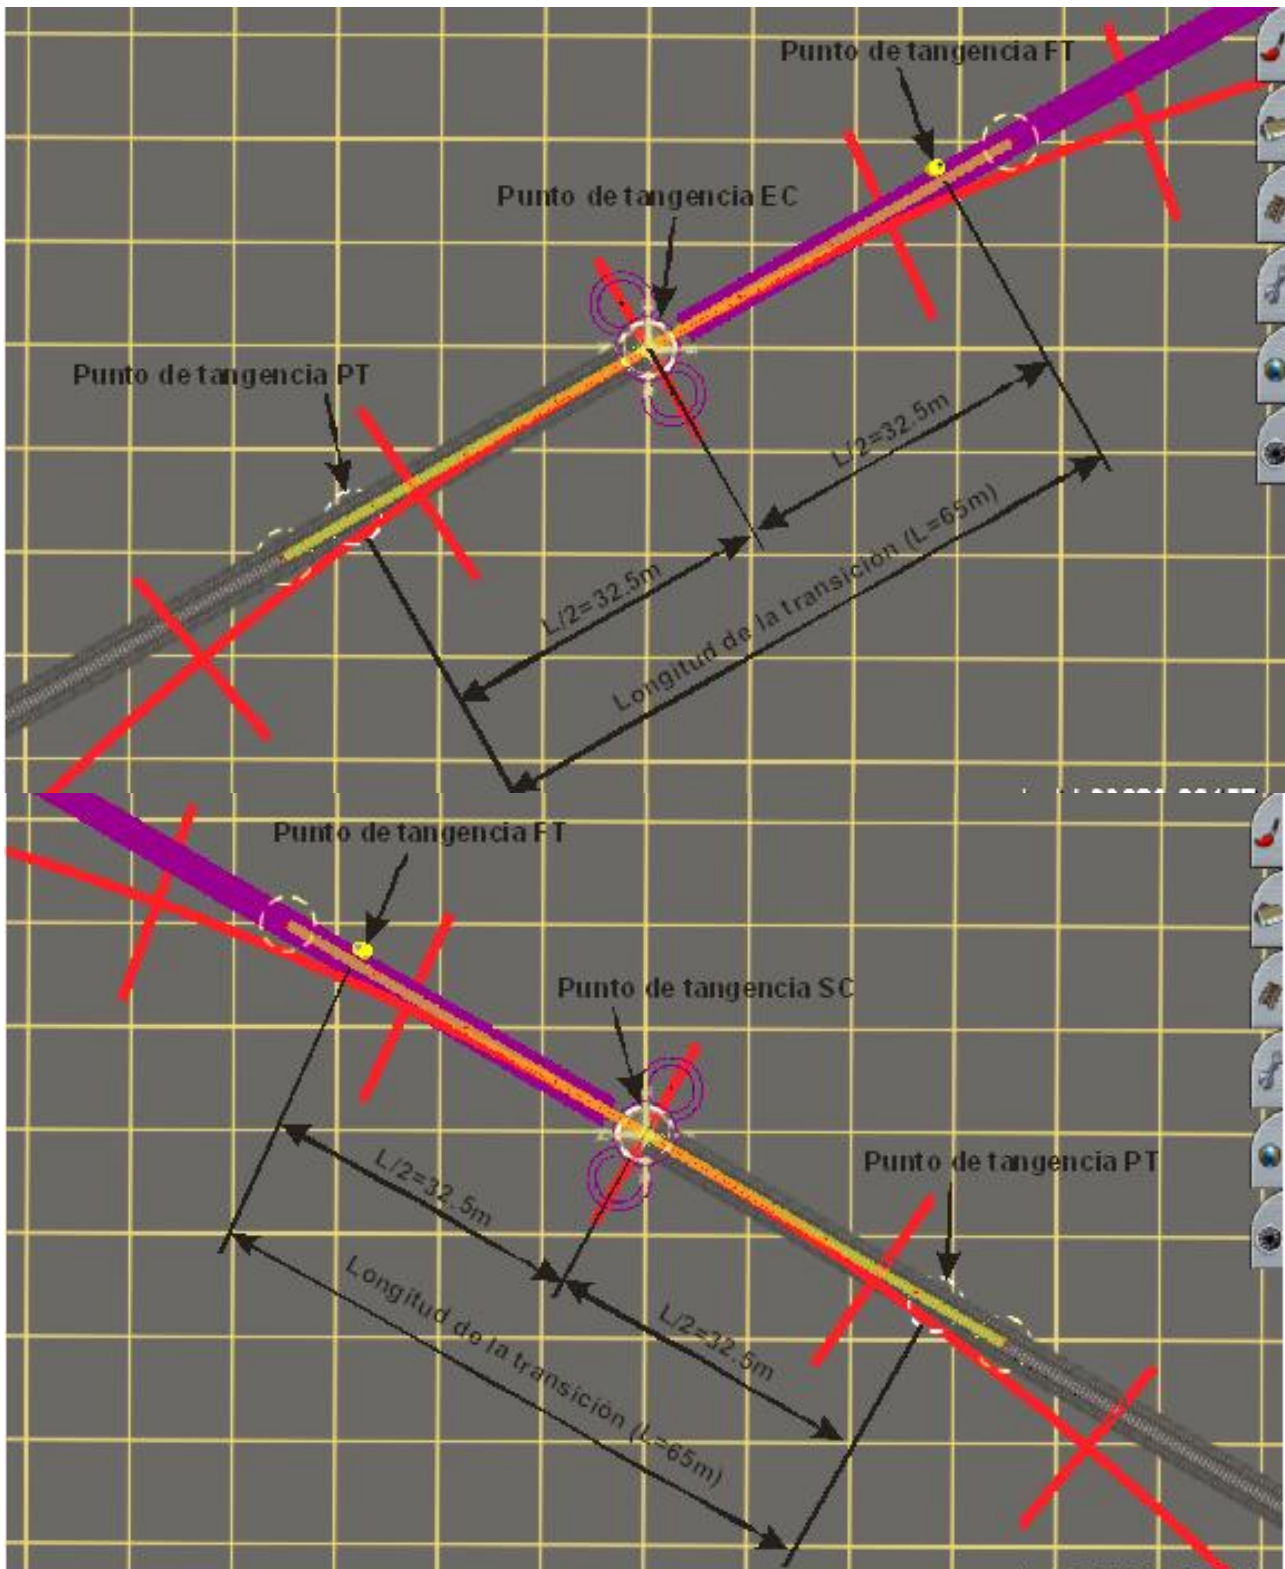 Punto de tangencia FT
Punto de tangencia EC
Punto de tangencia PT
L/2=32.5m
L/2=32.5m
Longitud de la transición (L=65m)
Punto de tangencia FT
Punto de tangencia SC
Punto de tangencia PT
L/2=32.5m
L/2=32.5m
Longitud de la transición (L=65m)